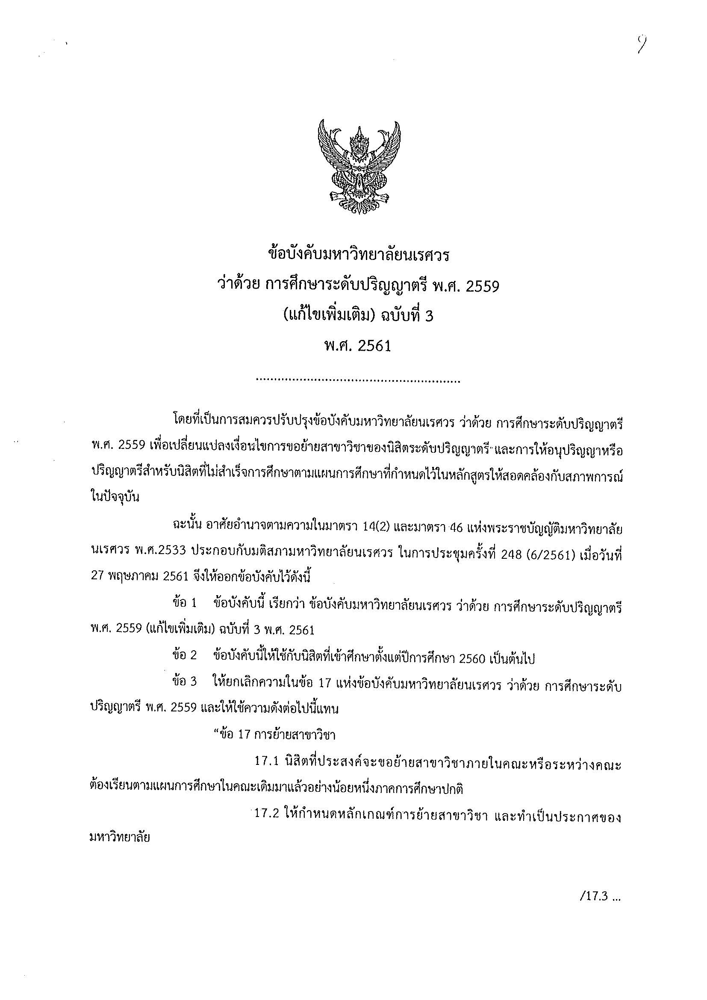 ข้อบังคับมหาวิทยาลัยนเรศวร
ว่าด้วย การศึกษาระดับปริญญาตรี พ.ศ. 2559
(แก้ไขเพิ่มเติม) ฉบับที่ 3
พ.ศ. 2561
........................................................
โดยที่เป็นการสมควรปรับปรุงข้อบังคับมหาวิทยาลัยนเรศวร ว่าด้วย การศึกษาระดับปริญญาตรี
พ.ศ. 2559 เพื่อเปลี่ยนแปลงเงื่อนไขการขอย้ายสาขาวิชาของนิสิตระดับปริญญาตรี และการให้อนุปริญญาหรือ
ปริญญาตรีสำหรับนิสิตที่ไม่สำเร็จการศึกษาตามแผนการศึกษาที่กำหนดไว้ในหลักสูตรให้สอดคล้องกับสภาพการณ์
ในปัจจุบัน
ฉะนั้น อาศัยอำนาจตามความในมาตรา 14(2) และมาตรา 46 แห่งพระราชบัญญัติมหาวิทยาลัย
นเรศวร พ.ศ.2533 ประกอบกับมติสภามหาวิทยาลัยนเรศวร ในการประชุมครั้งที่ 248 (6/2561) เมื่อวันที่
27 พฤษภาคม 2561 จึงให้ออกข้อบังคับไว้ดังนี้
ข้อ 1 ข้อบังคับนี้ เรียกว่า ข้อบังคับมหาวิทยาลัยนเรศวร ว่าด้วย การศึกษาระดับปริญญาตรี
พ.ศ. 2559 (แก้ไขเพิ่มเติม) ฉบับที่ 3 พ.ศ. 2561
ข้อ 2 ข้อบังคับนี้ให้ใช้กับนิสิตที่เข้าศึกษาตั้งแต่ปีการศึกษา 2560 เป็นต้นไป
ข้อ 3 ให้ยกเลิกความในข้อ 17 แห่งข้อบังคับมหาวิทยาลัยนเรศวร ว่าด้วย การศึกษาระดับ
ปริญญาตรี พ.ศ. 2559 และให้ใช้ความดังต่อไปนี้แทน
“ข้อ 17 การย้ายสาขาวิชา
17.1 นิสิตที่ประสงค์จะขอย้ายสาขาวิชาภายในคณะหรือระหว่างคณะ
ต้องเรียนตามแผนการศึกษาในคณะเดิมมาแล้วอย่างน้อยหนึ่งภาคการศึกษาปกติ
17.2 ให้กำหนดหลักเกณฑ์การย้ายสาขาวิชา และทำเป็นประกาศของ
มหาวิทยาลัย
/17.3 ...